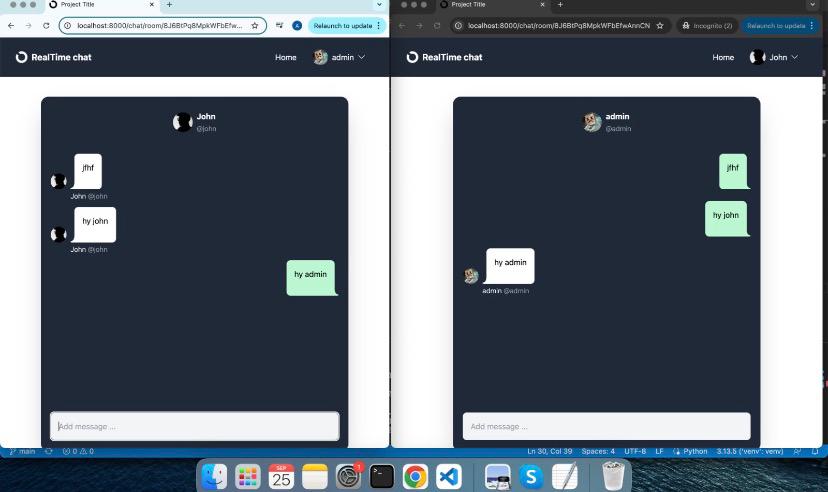 Project Title
localhost:8000/chat/room/8J6BtPq8MpkWFbEfw...
Relaunch to update
RealTime chat
Home
admin
John
@john
jfhf
John @john
hy john
John @john
hy admin
Add message ...
Project Title
localhost:8000/chat/room/8J6BtPq8MpkWFbEfwAnnCN
Incognito (2)
Relaunch to update
RealTime chat
Home
John
admin
@admin
jfhf
hy john
hy admin
admin @admin
Add message ...
main
0
0
Ln 30, Col 39
Spaces: 4
UTF-8
LF
Python
3.13.5 ('venv': venv)
SEP
25
1